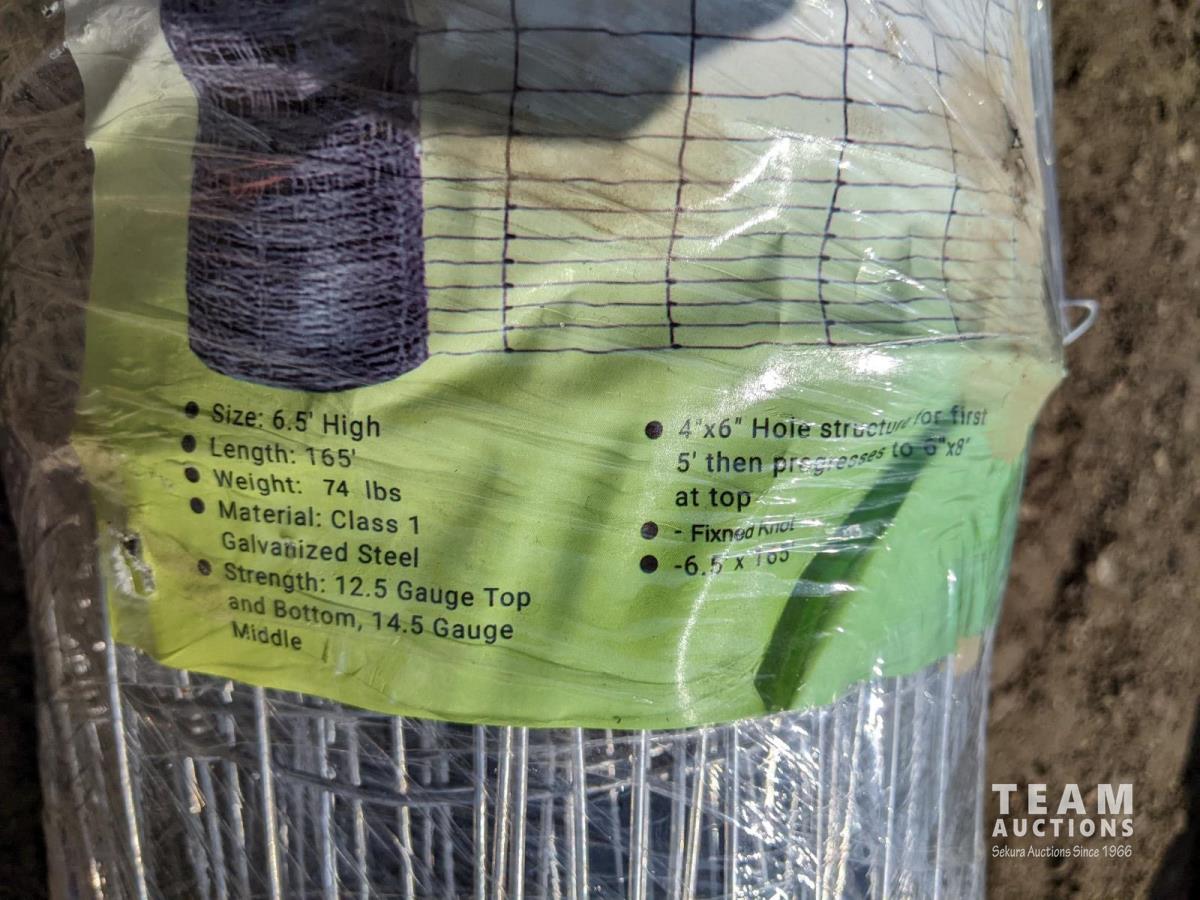 Size: 6.5' High
Length: 165'
Weight: 74 lbs
Material: Class 1
Galvanized Steel
Strength: 12.5 Gauge Top
and Bottom, 14.5 Gauge
Middle
4"x6" Hole structure for first
5' then progresses to 6"x8"
at top
- Fixned Knot
-6.5' x 165'
TEAM
AUCTIONS
Sekura Auctions Since 1966